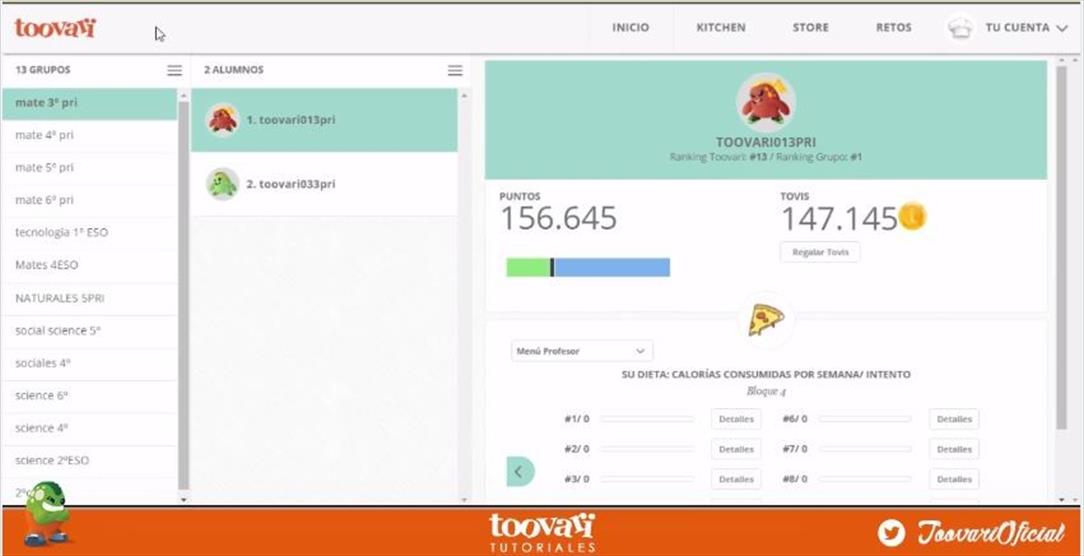 toovari
INICIO
KITCHEN
STORE
RETOS
TU CUENTA
13 GRUPOS
mate 3º pri
mate 4º pri
mate 5º pri
mate 6º pri
tecnologia 1º ESO
Mates 4ESO
NATURALES 5PRI
social science 5º
sociales 4º
science 6º
science 4º
science 2ºESO
2 ALUMNOS
1. toovari013pri
2. toovari033pri
TOOVARI013PRI
Ranking Toovari: #13 / Ranking Grupo: #1
PUNTOS
156.645
TOVIS
147.145
Regalar Tovis
Menú Profesor
SU DIETA: CALORÍAS CONSUMIDAS POR SEMANA/ INTENTO
Bloque 4
#1/ 0 Detalles #6/ 0 Detalles
#2/ 0 Detalles #7/ 0 Detalles
#3/ 0 Detalles #8/ 0 Detalles
toovari
TUTORIALES
ToovariOficial